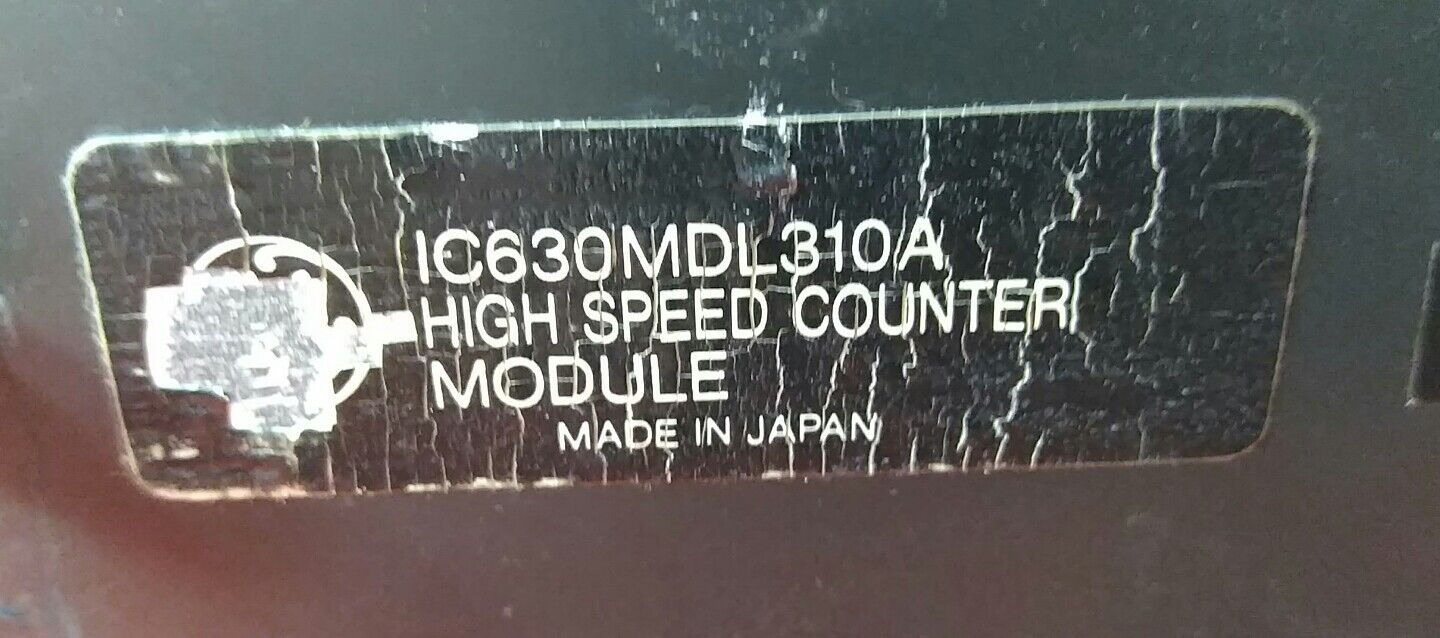 IC630MDL310A
HIGH SPEED COUNTER
MODULE
MADE IN JAPAN